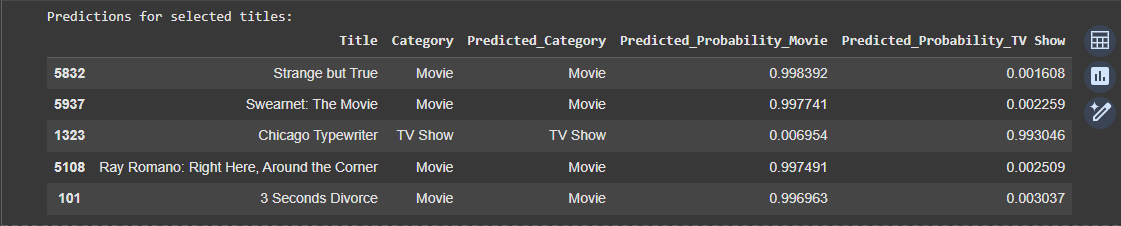 Predictions for selected titles:
Title Category Predicted_Category Predicted_Probability_Movie Predicted_Probability_TV Show
5832 Strange but True Movie Movie 0.998392 0.001608
5937 Swearnet: The Movie Movie Movie 0.997741 0.002259
1323 Chicago Typewriter TV Show TV Show 0.006954 0.993046
5108 Ray Romano: Right Here, Around the Corner Movie Movie 0.997491 0.002509
101 3 Seconds Divorce Movie Movie 0.996963 0.003037